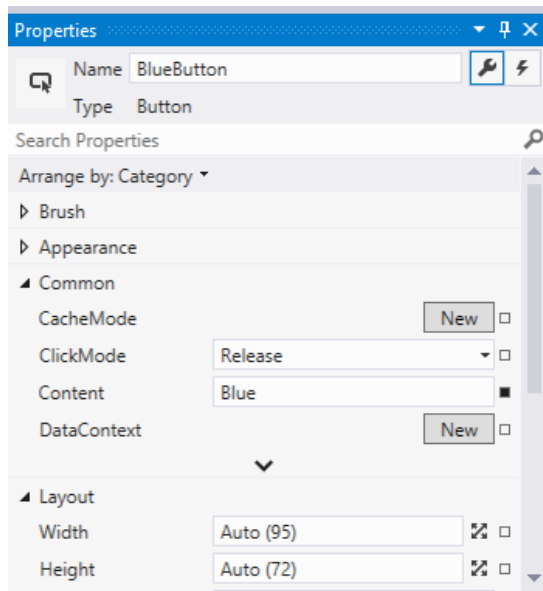 Properties
Name BlueButton
Type Button
Search Properties
Arrange by: Category
Brush
Appearance
Common
CacheMode New
ClickMode Release
Content Blue
DataContext New
Layout
Width Auto (95)
Height Auto (72)